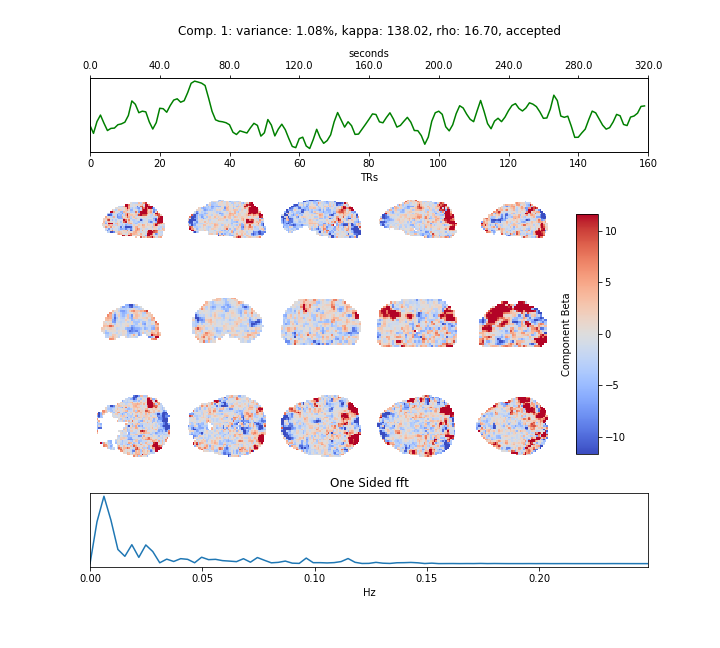 Comp. 1: variance: 1.08%, kappa: 138.02, rho: 16.70, accepted
seconds
0.0 40.0 80.0 120.0 160.0 200.0 240.0 280.0 320.0
0 20 40 60 80 100 120 140 160
TRs
10
5
0
−5
−10
Component Beta
One Sided fft
0.00 0.05 0.10 0.15 0.20
Hz